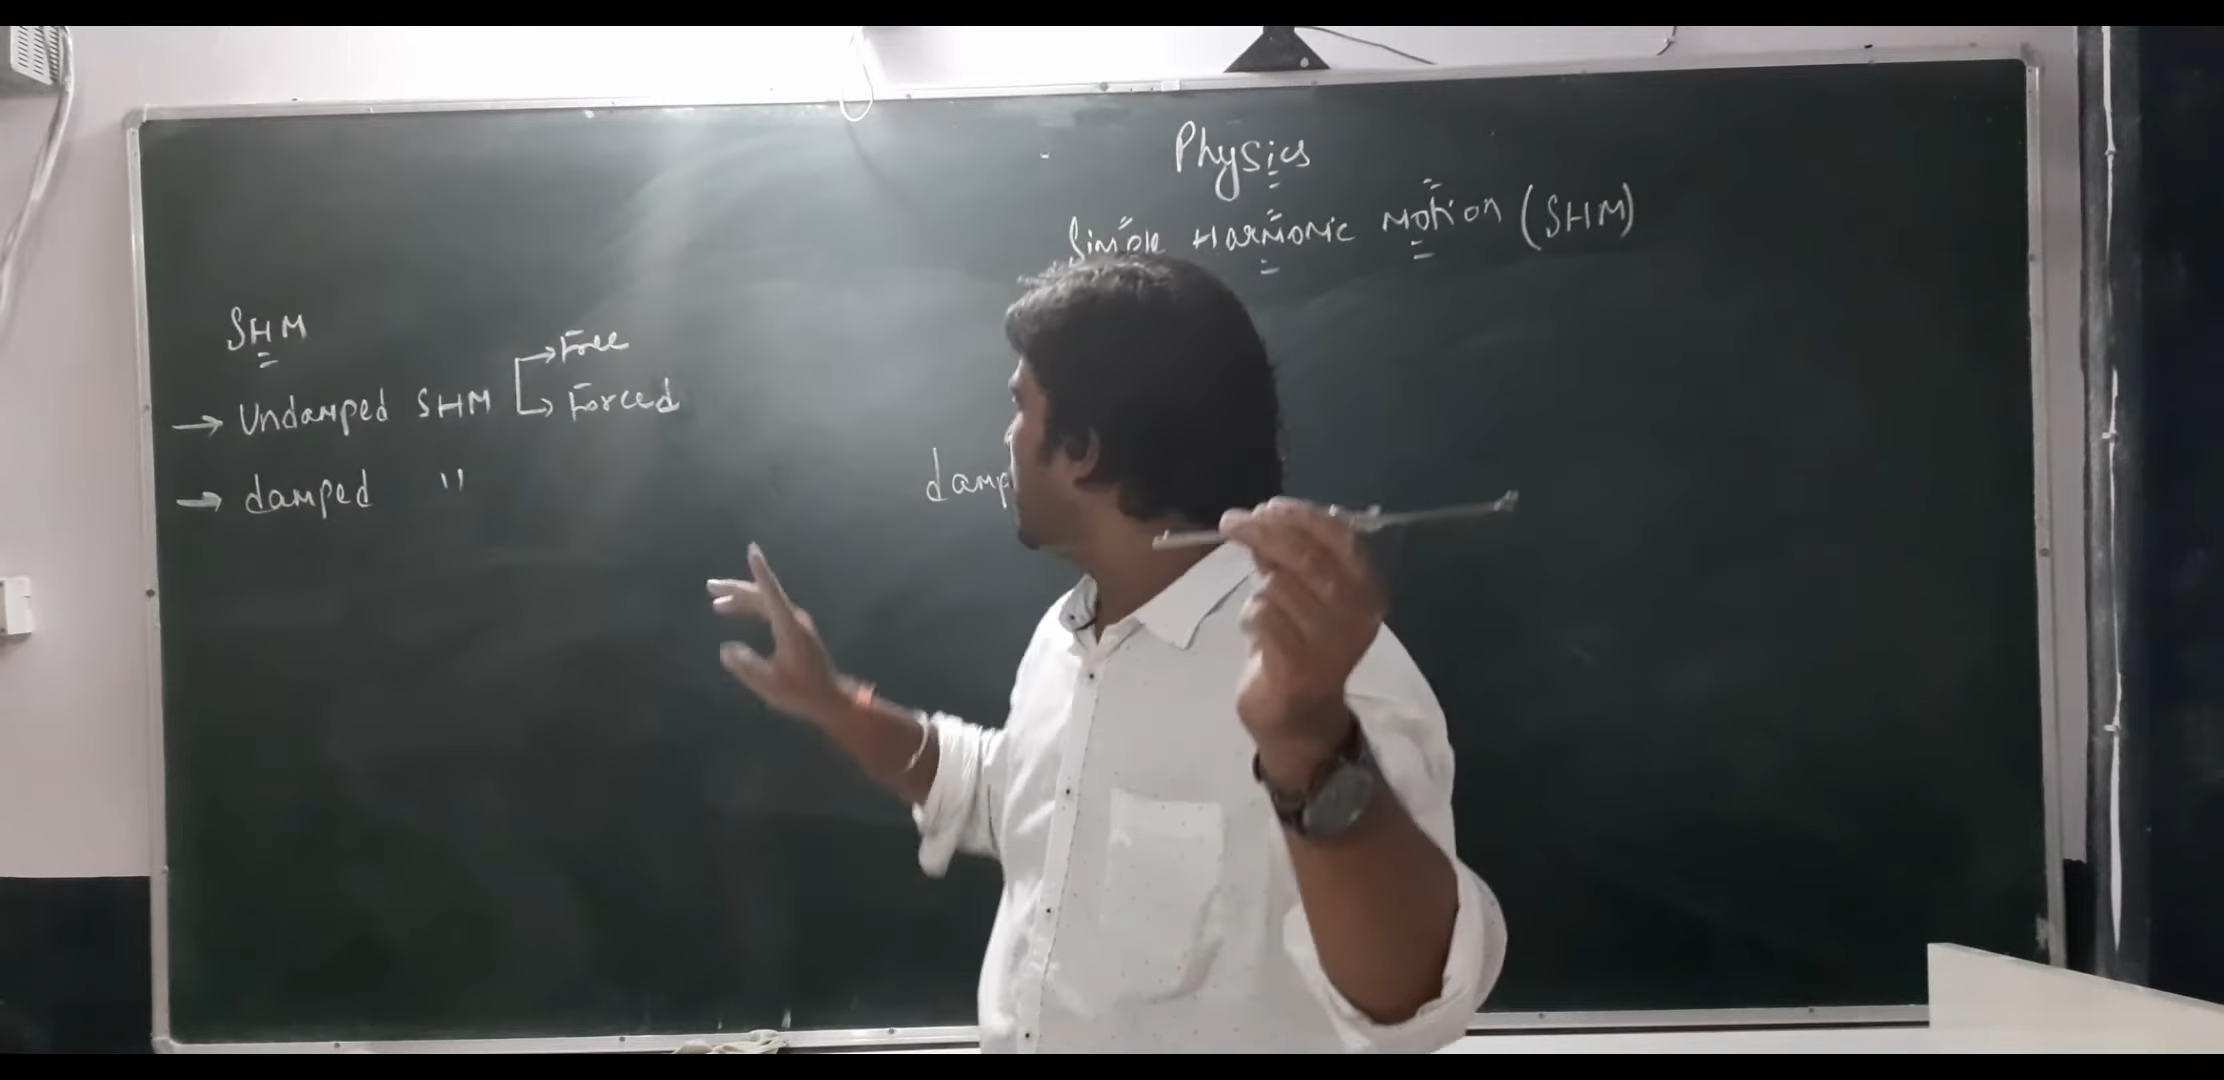 Physics
Simple Harmonic Motion (SHM)
SHM
→ Undamped SHM → Free
→ Forced
→ damped "
damp